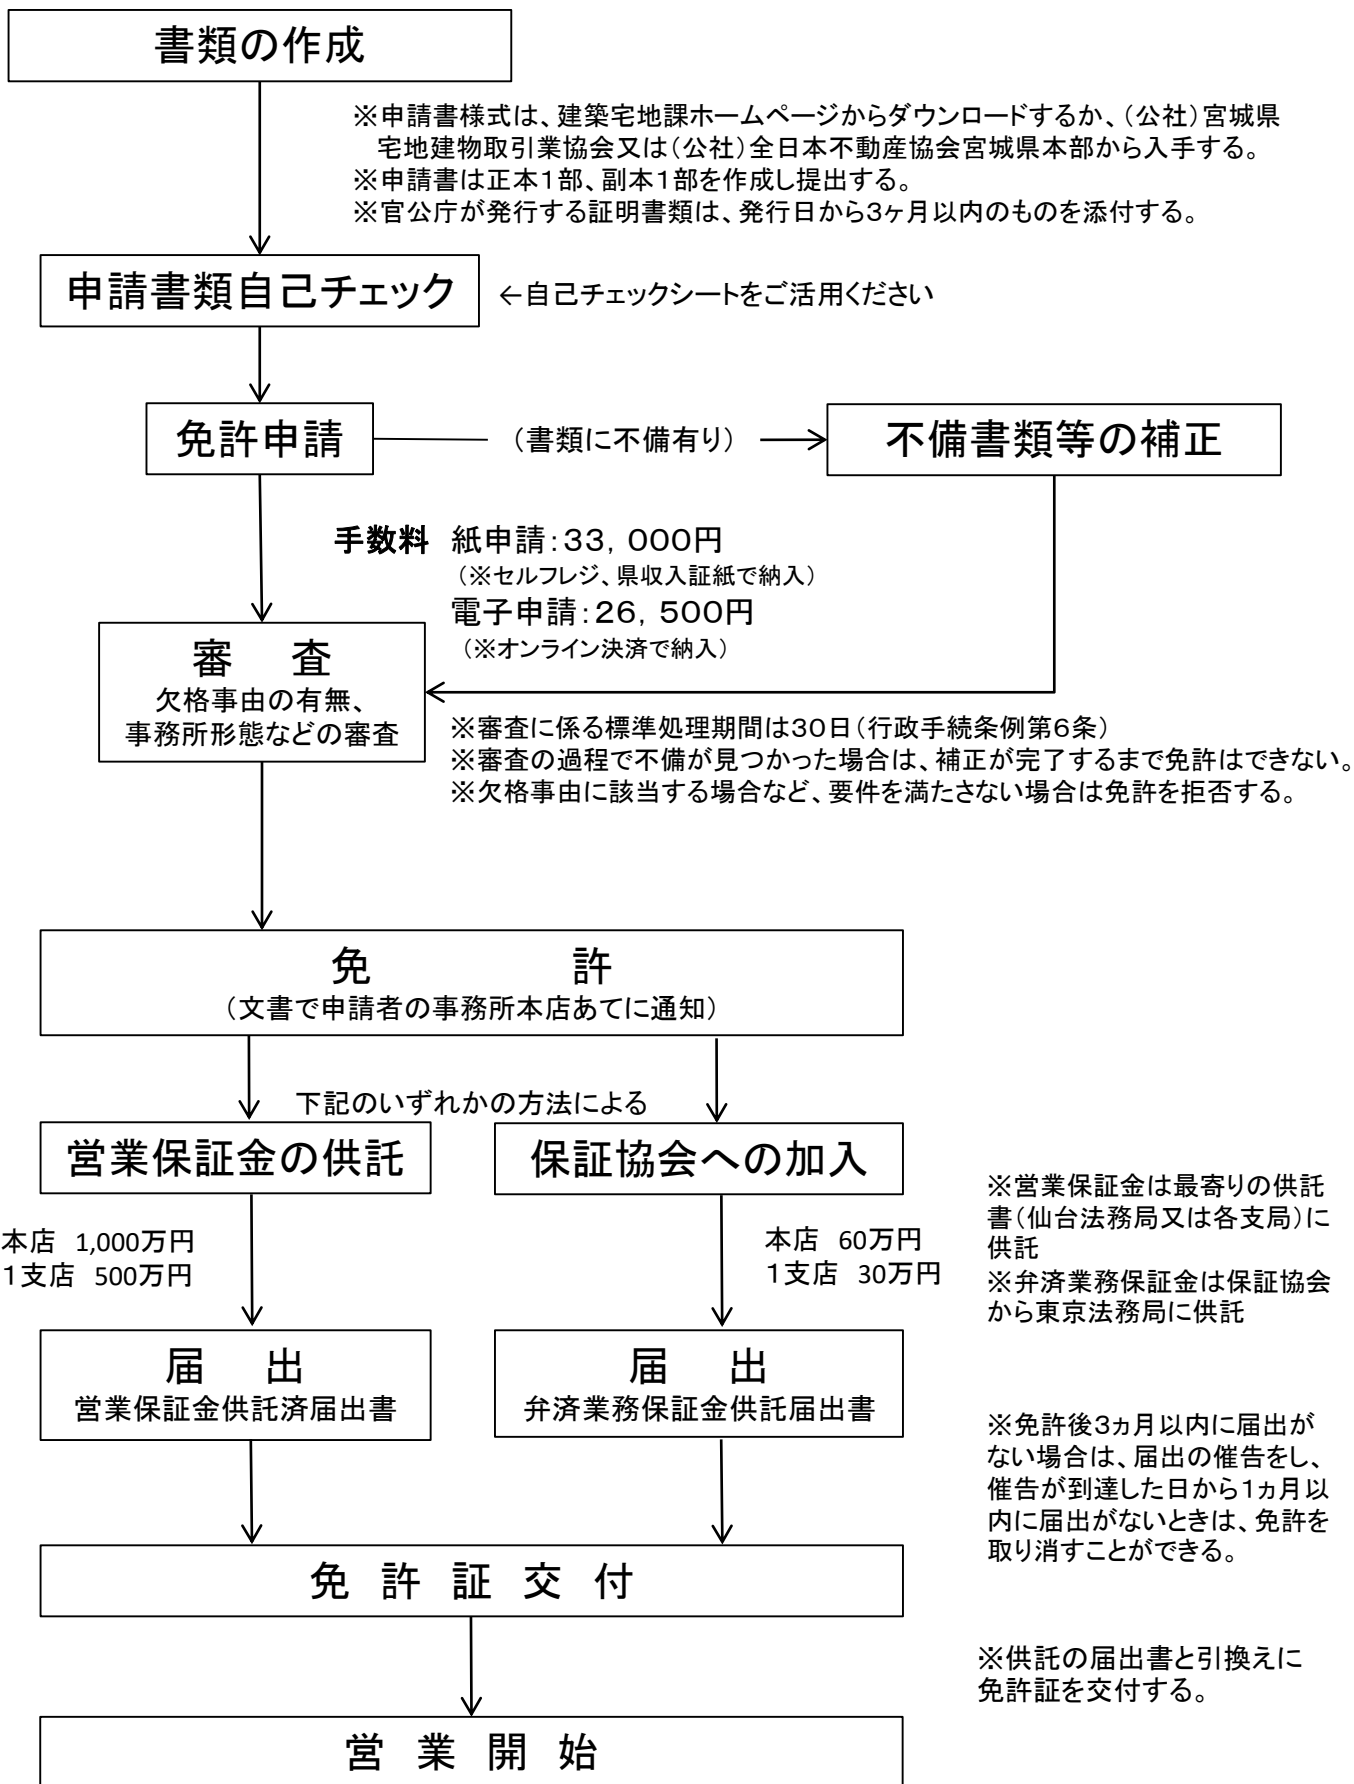 書類の作成
※申請書様式は、建築宅地課ホームページからダウンロードするか、（公社）宮城県
宅地建物取引業協会又は（公社）全日本不動産協会宮城県本部から入手する。
※申請書は正本１部、副本１部を作成し提出する。
※官公庁が発行する証明書類は、発行日から３ヶ月以内のものを添付する。
申請書類自己チェック
←自己チェックシートをご活用ください
免許申請
（書類に不備有り）
不備書類等の補正
手数料 紙申請：３３，０００円
（※セルフレジ、県収入証紙で納入）
電子申請：２６，５００円
（※オンライン決済で納入）
審 査
欠格事由の有無、
事務所形態などの審査
※審査に係る標準処理期間は３０日（行政手続条例第６条）
※審査の過程で不備が見つかった場合は、補正が完了するまで免許はできない。
※欠格事由に該当する場合など、要件を満たさない場合は免許を拒否する。
免 許
（文書で申請者の事務所本店あてに通知）
下記のいずれかの方法による
営業保証金の供託
保証協会への加入
本店 1,000万円
１支店 500万円
本店 60万円
１支店 30万円
※営業保証金は最寄りの供託
書（仙台法務局又は各支局）に
供託
※弁済業務保証金は保証協会
から東京法務局に供託
届 出
営業保証金供託済届出書
届 出
弁済業務保証金供託届出書
※免許後３ヵ月以内に届出が
ない場合は、届出の催告をし、
催告が到達した日から１ヵ月以
内に届出がないときは、免許を
取り消すことができる。
免 許 証 交 付
※供託の届出書と引換えに
免許証を交付する。
営 業 開 始